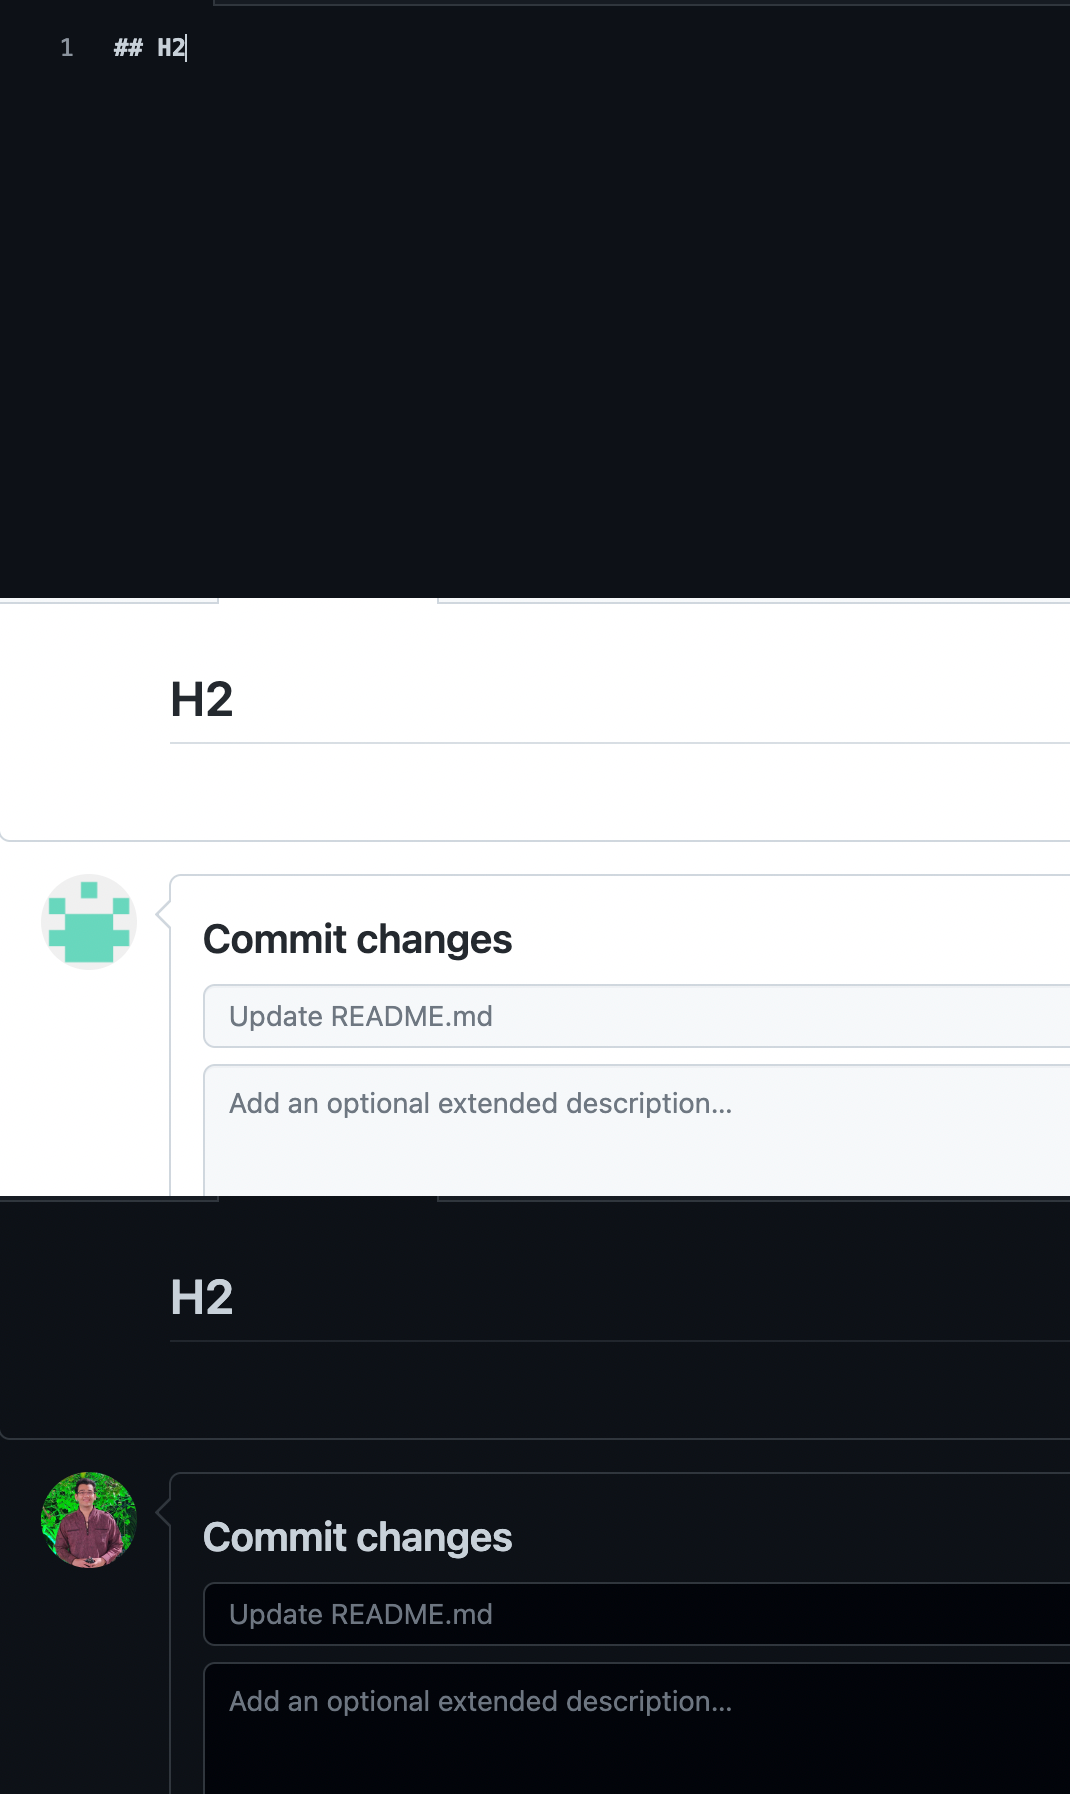 1 ## H2
H2
Commit changes
Update README.md
Add an optional extended description...
H2
Commit changes
Update README.md
Add an optional extended description...